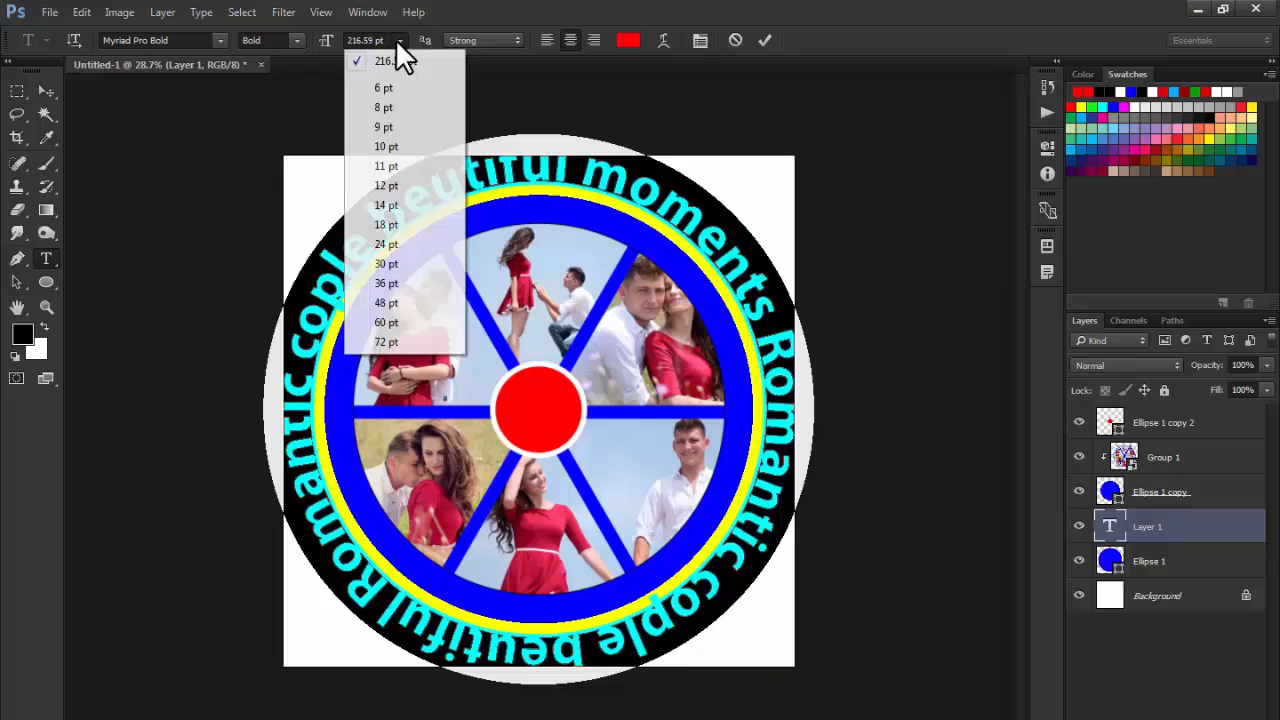 Ps File Edit Image Layer Type Select Filter View Window Help
T Myriad Pro Bold Bold 216.59 pt aa Strong Essentials
Untitled-1 @ 28.7% (Layer 1, RGB/8) * ×
6 pt
8 pt
9 pt
10 pt
11 pt
12 pt
14 pt
18 pt
24 pt
30 pt
36 pt
48 pt
60 pt
72 pt
Romantic cople beutiful moments Romantic cople beutiful
Color Swatches
Layers Channels Paths
Kind
Normal Opacity: 100%
Lock: Fill: 100%
Ellipse 1 copy 2
Group 1
Ellipse 1 copy
T Layer 1
Ellipse 1
Background